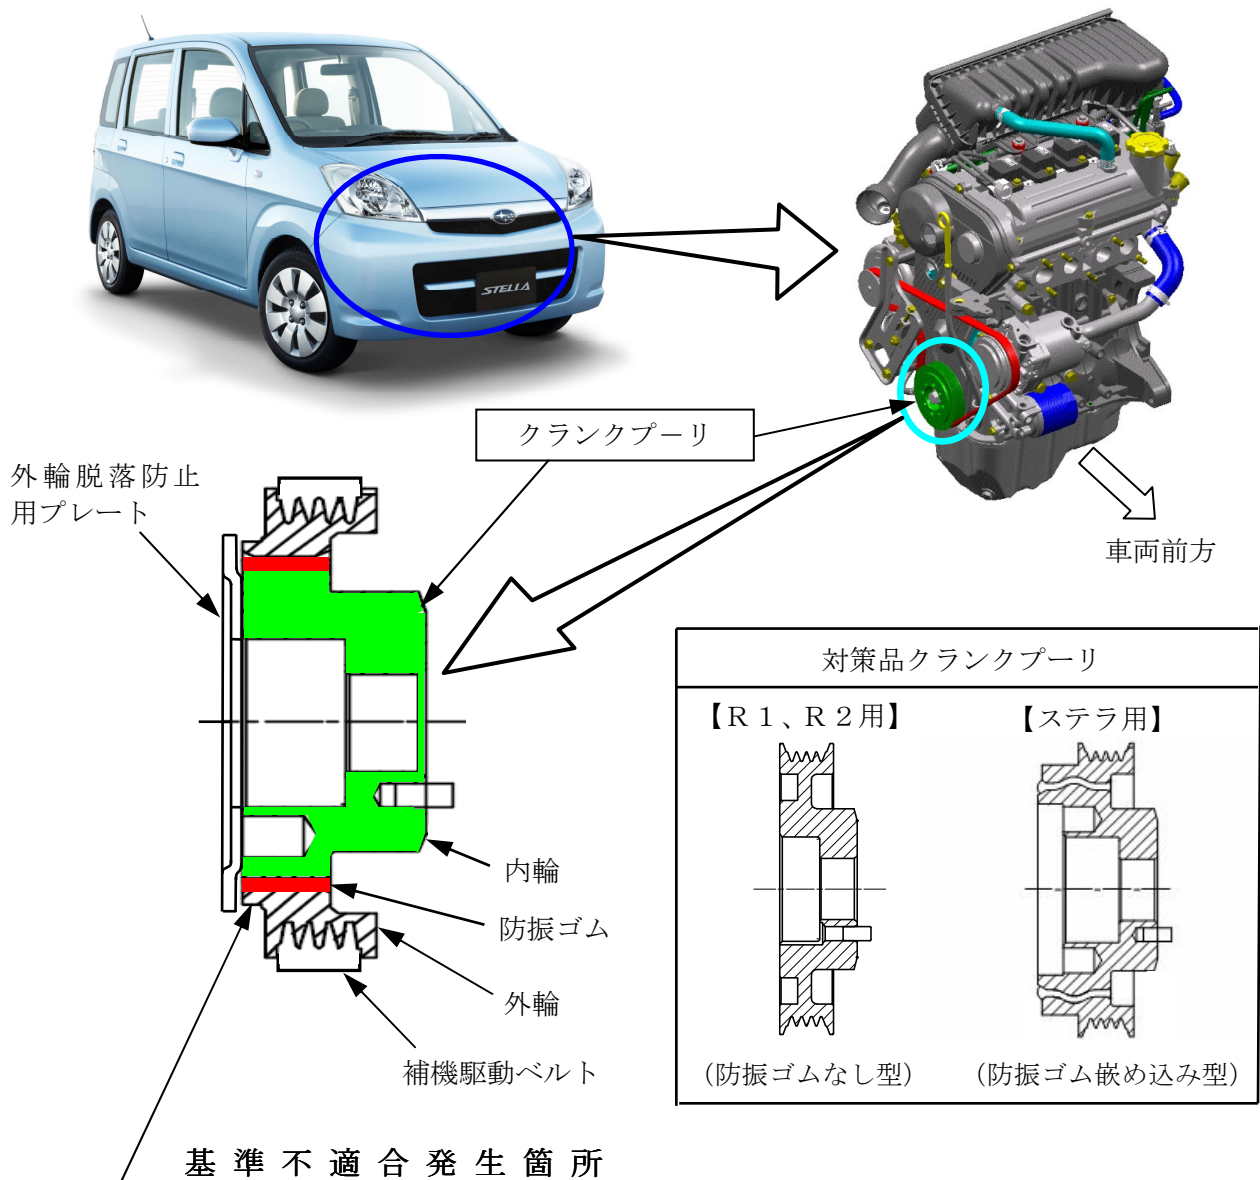 STELLA
クランクプーリ
外輪脱落防止
用プレート
車両前方
対策品クランクプーリ
【R1、R2用】
【ステラ用】
内輪
防振ゴム
外輪
補機駆動ベルト
(防振ゴムなし型)
(防振ゴム嵌め込み型)
基準不適合発生箇所